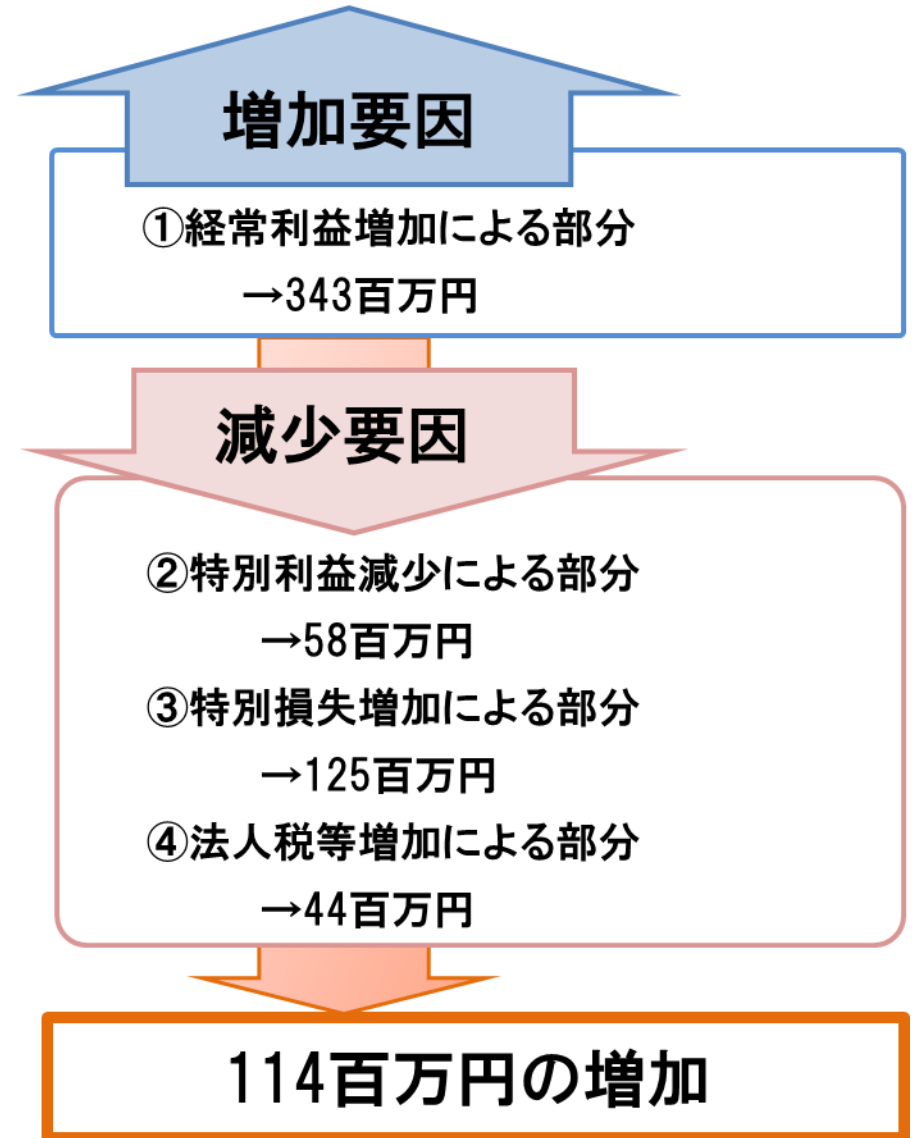 増加要因
①経常利益増加による部分
→343百万円
減少要因
②特別利益減少による部分
→58百万円
③特別損失増加による部分
→125百万円
④法人税等増加による部分
→44百万円
114百万円の増加